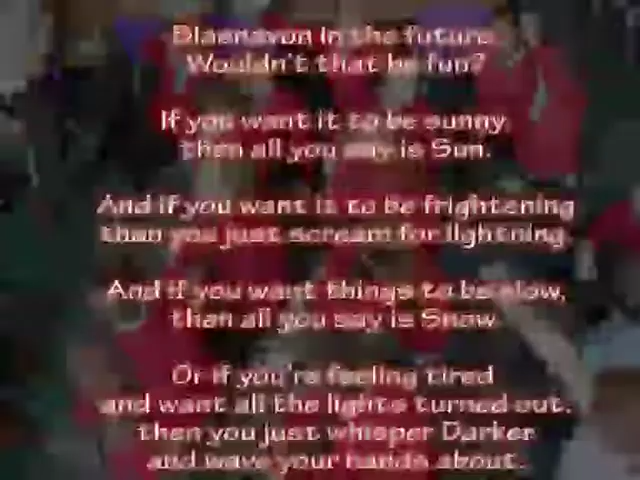 Blaenavon in the future.
Wouldn't that be fun?
If you want it to be sunny,
then all you say is Sun.
And if you want it to be frightening
than you just scream for lightning.
And if you want things to be slow,
than all you say is Snow.
Or if you're feeling tired
and want all the lights turned out,
then you just whisper Darker
and wave your hands about.